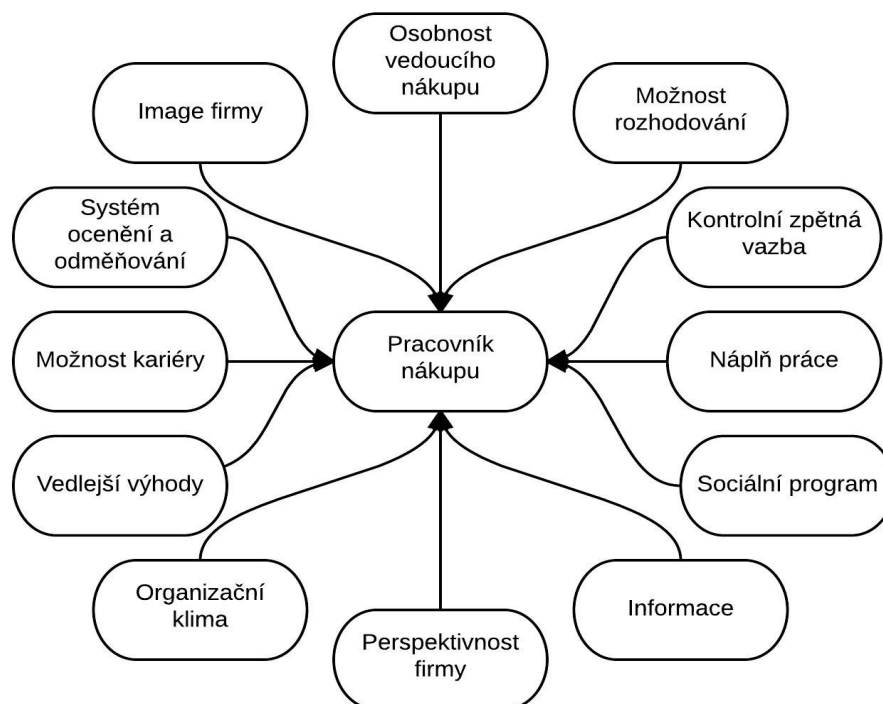 Osobnost
vedoucího
nákupu
Image firmy
Možnost
rozhodování
Systém
ocenění a
odměňování
Kontrolní zpětná
vazba
Možnost kariéry
Pracovník
nákupu
Náplň práce
Vedlejší výhody
Sociální program
Organizační
klima
Perspektivnost
firmy
Informace